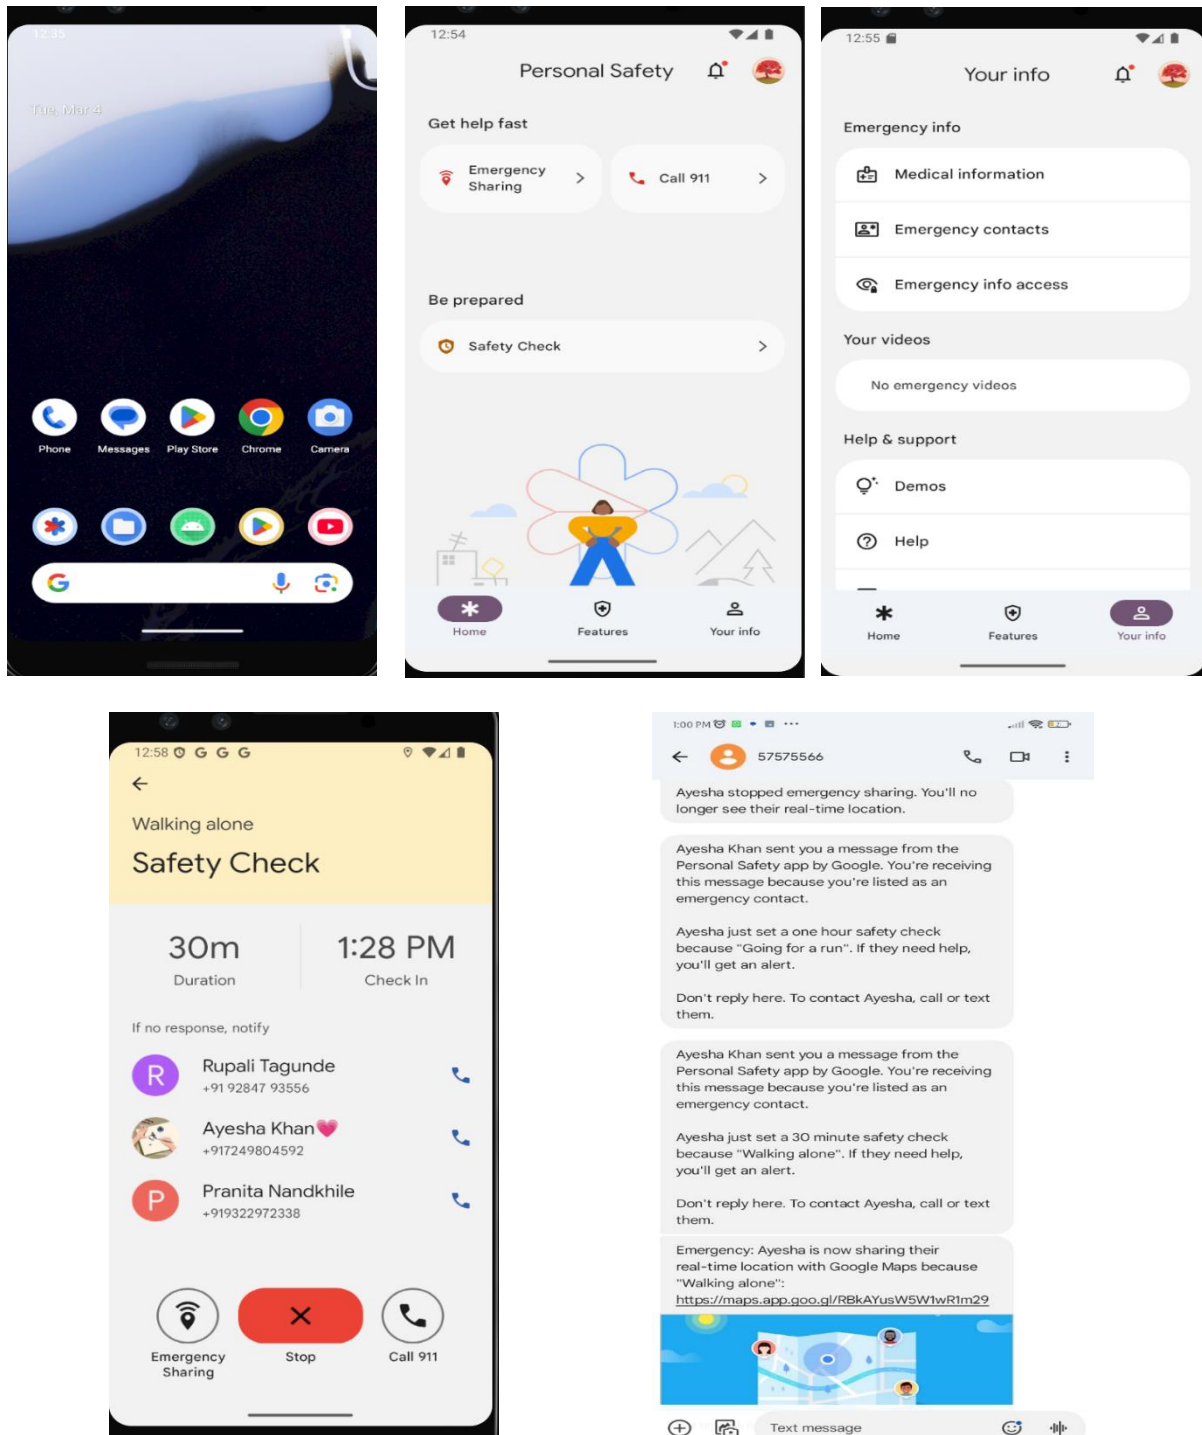 12:35
Tue, Mar 4
Phone
Messages
Play Store
Chrome
Camera
12:54
Personal Safety
Get help fast
Emergency
Sharing
Call 911
Be prepared
Safety Check
Home
Features
Your info
12:55
Your info
Emergency info
Medical information
Emergency contacts
Emergency info access
Your videos
No emergency videos
Help & support
Demos
Help
Home
Features
Your info
12:58 G G G
Walking alone
Safety Check
30m
Duration
1:28 PM
Check In
If no response, notify
R
Rupali Tagunde
+91 92847 93556
Ayesha Khan💗
+917249804592
P
Pranita Nandkhile
+919322972338
Emergency
Sharing
Stop
Call 911
1:00 PM
57575566
Ayesha stopped emergency sharing. You'll no
longer see their real-time location.
Ayesha Khan sent you a message from the
Personal Safety app by Google. You're receiving
this message because you're listed as an
emergency contact.
Ayesha just set a one hour safety check
because "Going for a run". If they need help,
you'll get an alert.
Don't reply here. To contact Ayesha, call or text
them.
Ayesha Khan sent you a message from the
Personal Safety app by Google. You're receiving
this message because you're listed as an
emergency contact.
Ayesha just set a 30 minute safety check
because "Walking alone". If they need help,
you'll get an alert.
Don't reply here. To contact Ayesha, call or text
them.
Emergency: Ayesha is now sharing their
real-time location with Google Maps because
"Walking alone":
https://maps.app.goo.gl/RBkAYusW5W1wR1m29
Text message